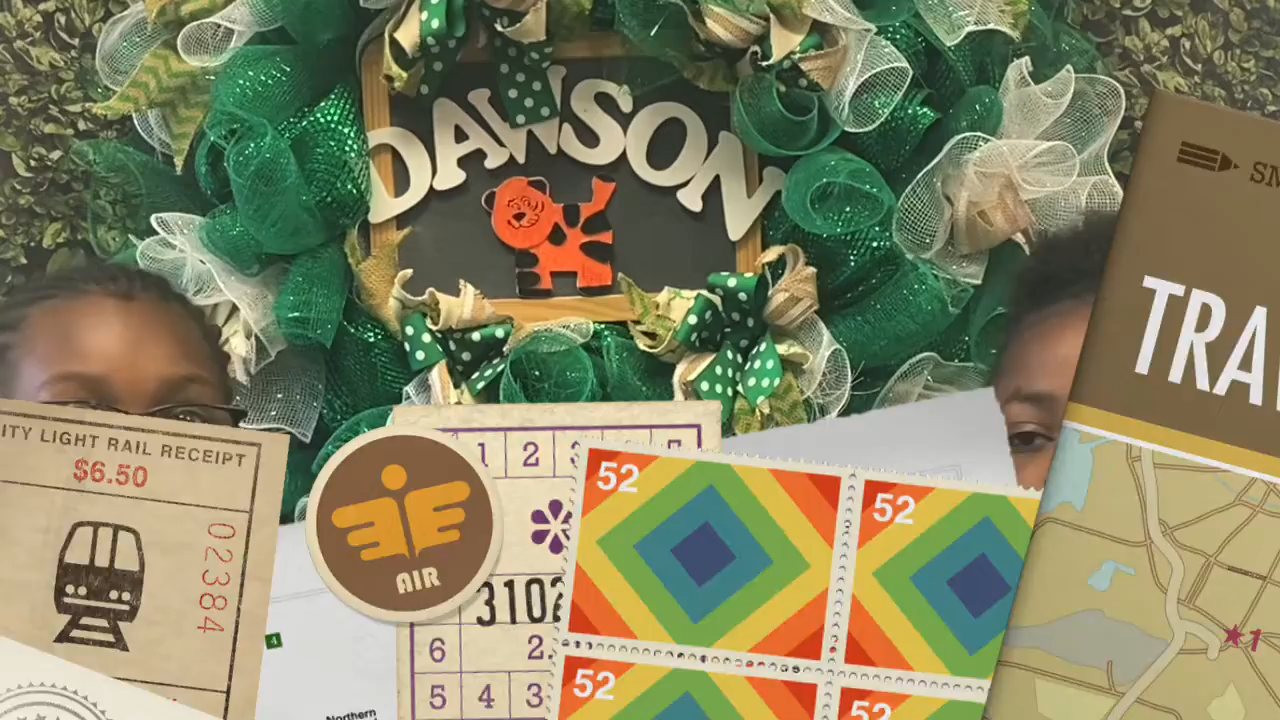 DAWSON
SM
TRA
ITY LIGHT RAIL RECEIPT
$6.50
02384
AIR
1 2 3
3102
6 2
5 4 3
52
52
52
52
4
Northern
1